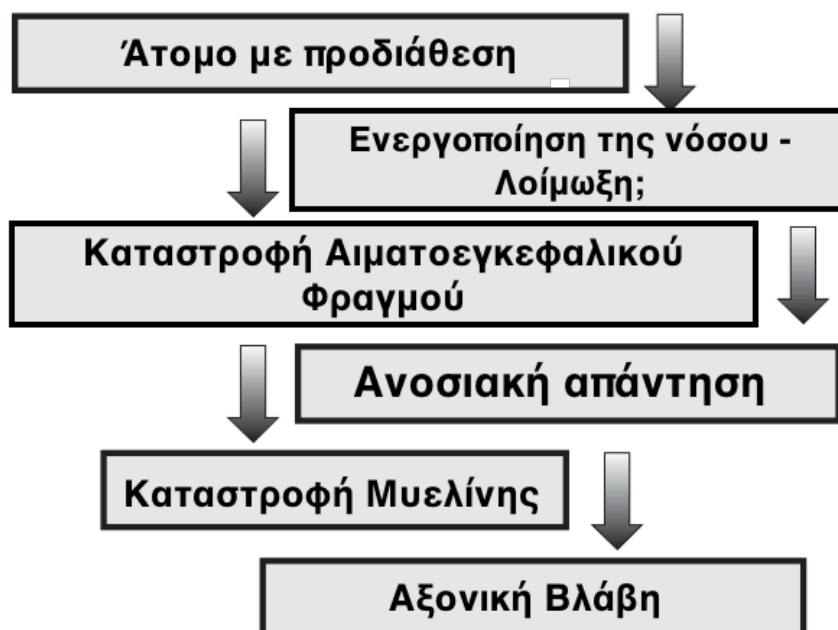 Άτομο με προδιάθεση
Ενεργοποίηση της νόσου -
Λοίμωξη;
Καταστροφή Αιματοεγκεφαλικού
Φραγμού
Ανοσιακή απάντηση
Καταστροφή Μυελίνης
Αξονική Βλάβη